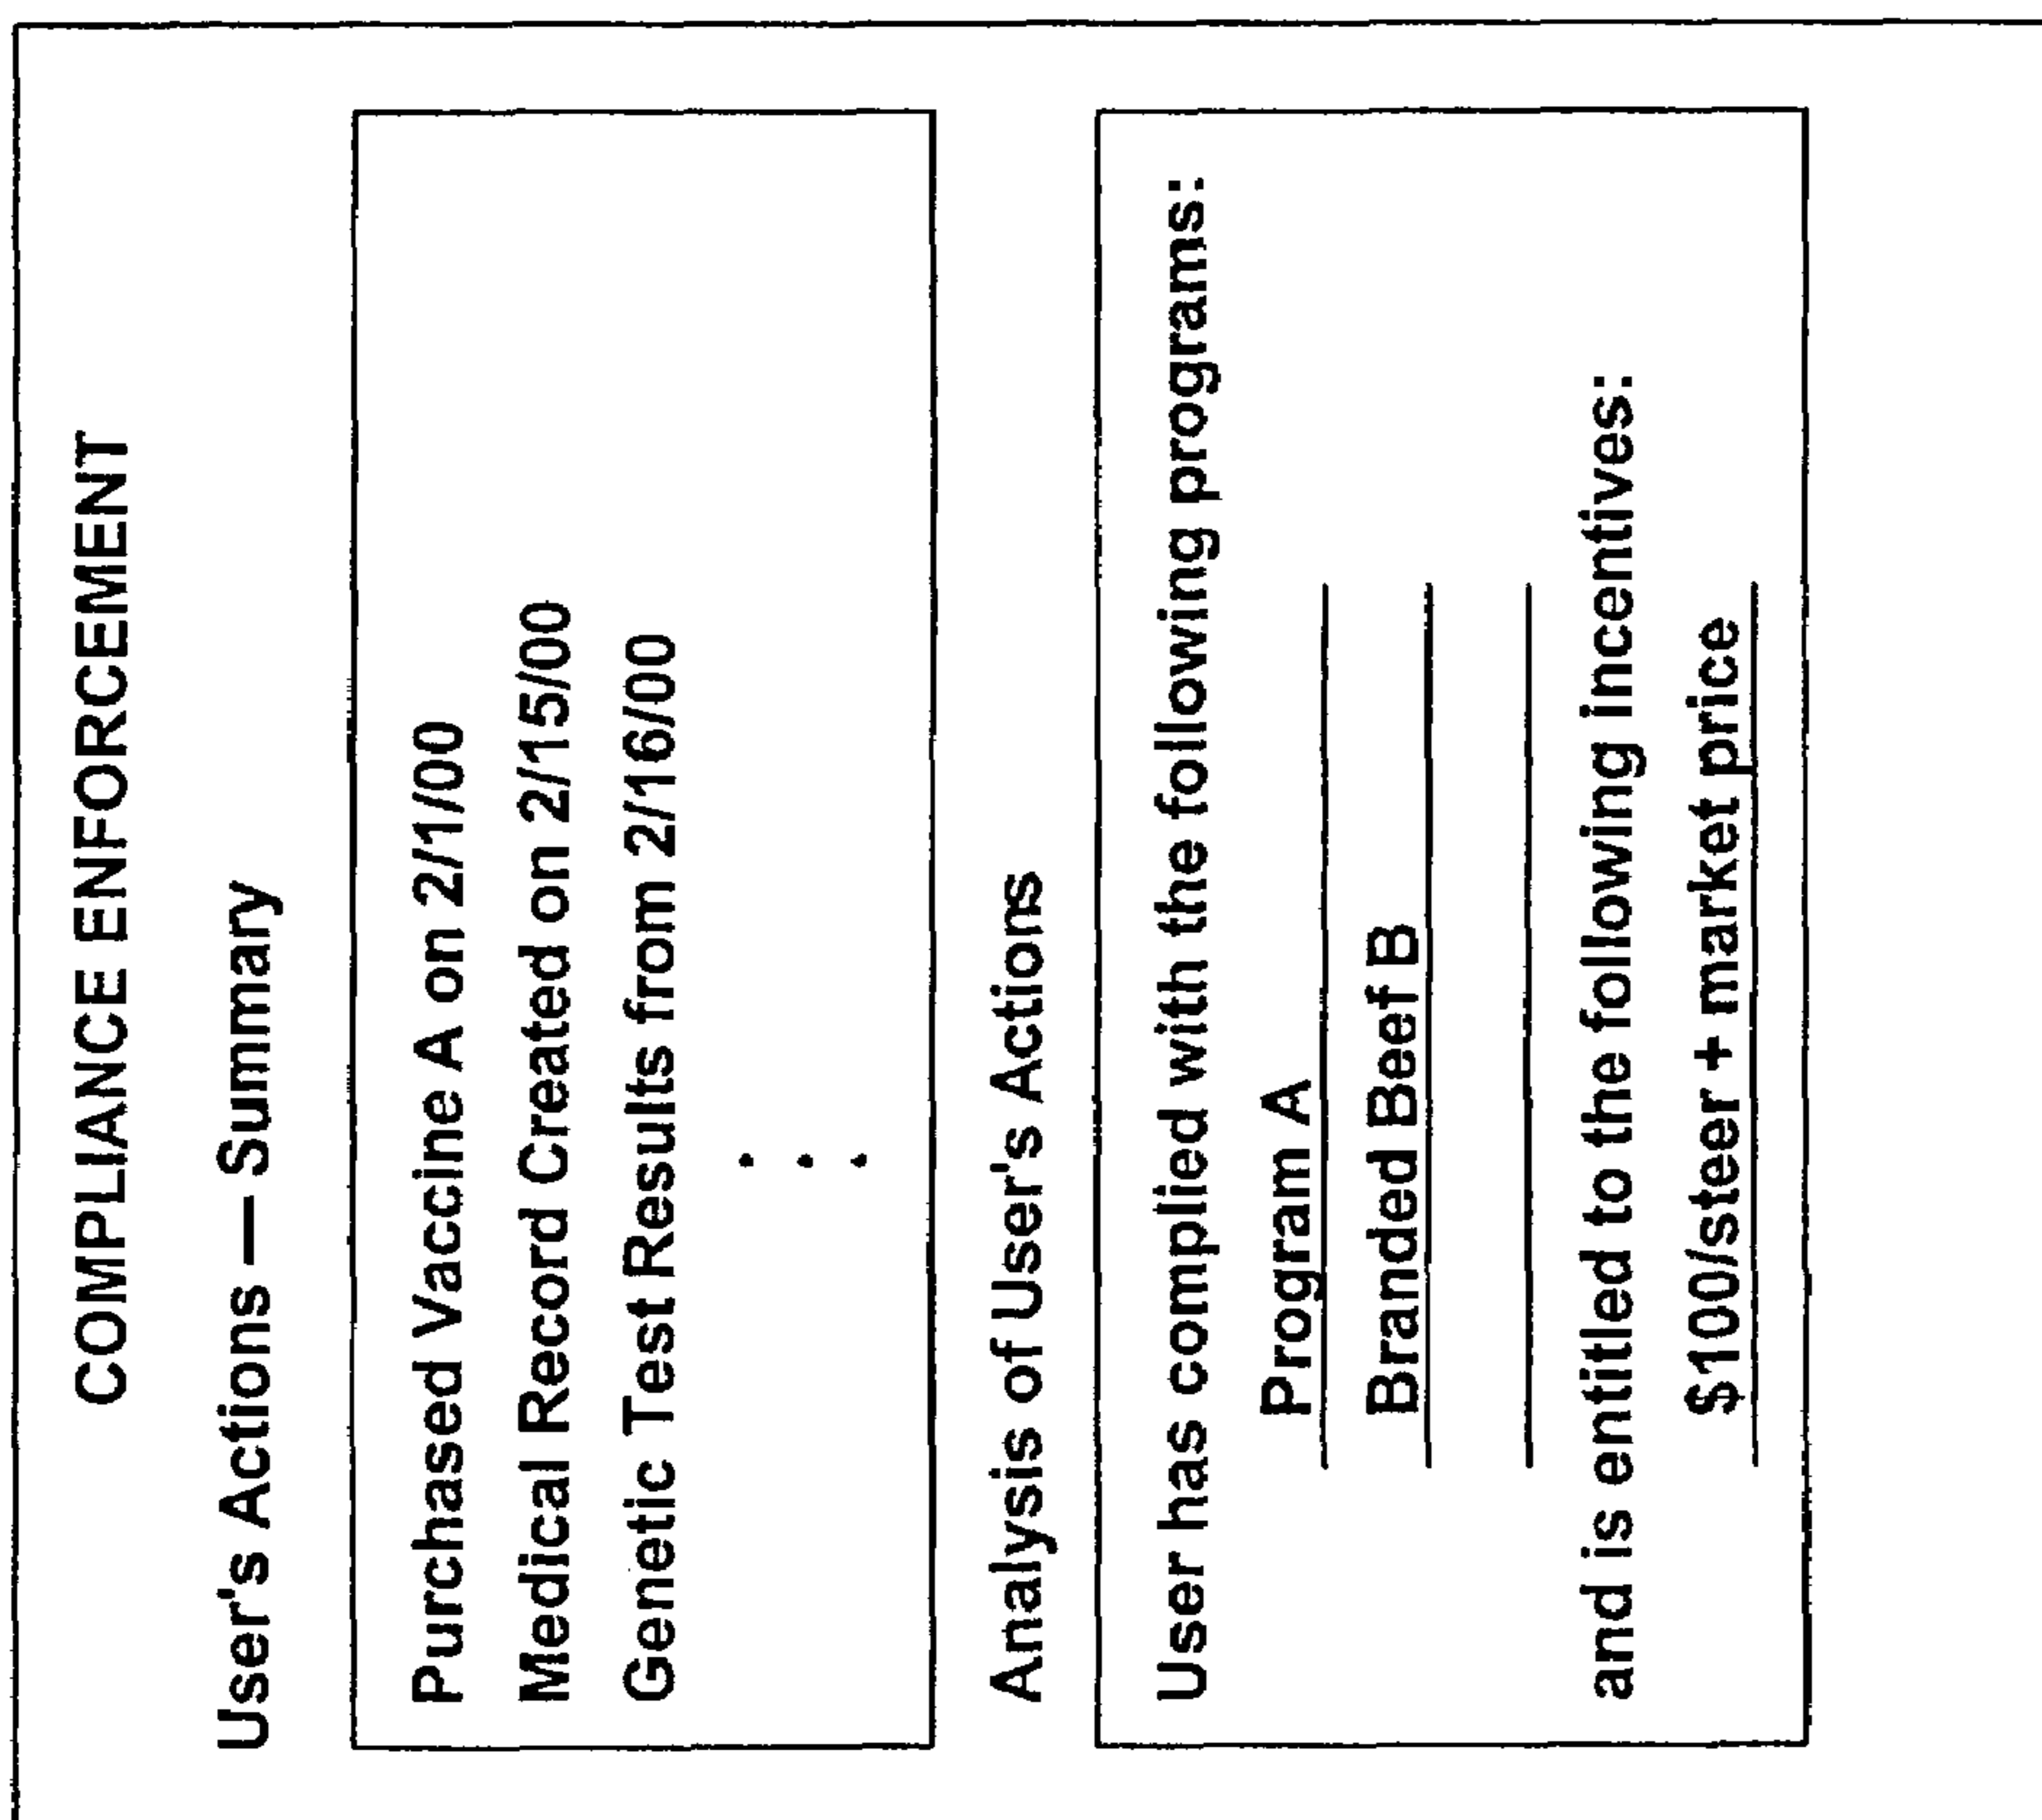 COMPLIANCE ENFORCEMENT
User's Actions — Summary
Purchased Vaccine A on 2/1/00
Medical Record Created on 2/15/00
Genetic Test Results from 2/16/00
Analysis of User's Actions
User has complied with the following programs:
Program A
Branded Beef B
and is entitled to the following incentives:
$100/steer + market price